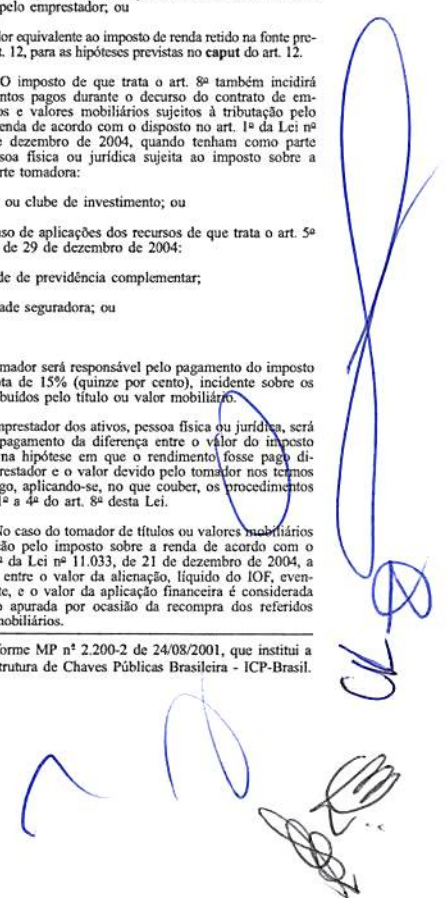 pelo emprestador; ou
or equivalente ao imposto de renda retido na fonte pre-
t. 12, para as hipóteses previstas no caput do art. 12.
O imposto de que trata o art. 8º também incidirá
ntos pagos durante o decurso do contrato de em-
os e valores mobiliários sujeitos à tributação pelo
enda de acordo com o disposto no art. 1º da Lei nº
e dezembro de 2004, quando tenham como parte
soa física ou jurídica sujeita ao imposto sobre a
rte tomadora:
ou clube de investimento; ou
so de aplicações dos recursos de que trata o art. 5º
de 29 de dezembro de 2004:
de de previdência complementar;
ade seguradora; ou
mador será responsável pelo pagamento do imposto
ta de 15% (quinze por cento), incidente sobre os
ibuídos pelo título ou valor mobiliário.
mprestador dos ativos, pessoa física ou jurídica, será
pagamento da diferença entre o valor do imposto
na hipótese em que o rendimento fosse pago di-
restador e o valor devido pelo tomador nos termos
go, aplicando-se, no que couber, os procedimentos
1º a 4º do art. 8º desta Lei.
No caso do tomador de títulos ou valores mobiliários
ção pelo imposto sobre a renda de acordo com o
º da Lei nº 11.033, de 21 de dezembro de 2004, a
entre o valor da alienação, líquido do IOF, even-
te, e o valor da aplicação financeira é considerada
o apurada por ocasião da recompra dos referidos
mobiliários.
forme MP nº 2.200-2 de 24/08/2001, que institui a
trutura de Chaves Públicas Brasileira - ICP-Brasil.